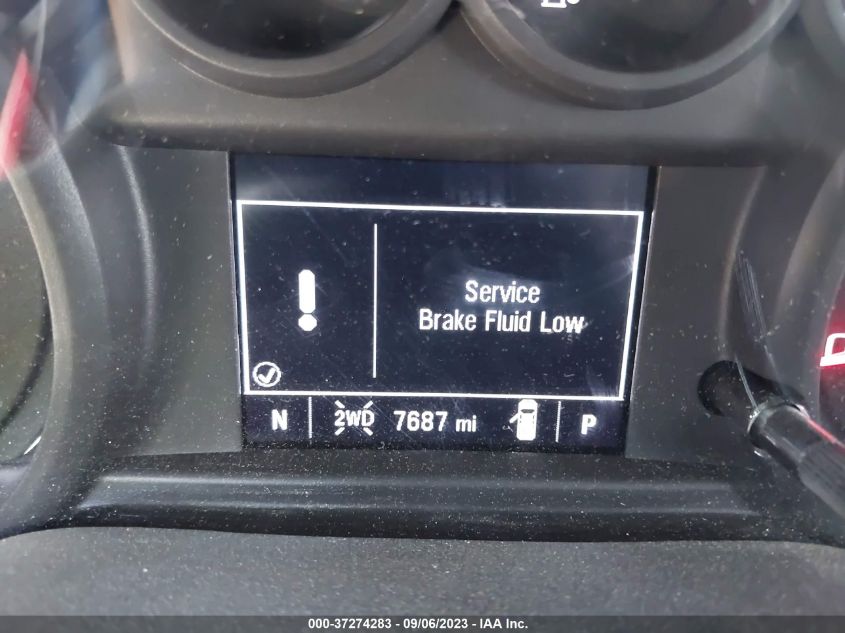 Service
Brake Fluid Low
N 2WD 7687 mi P
000-37274283 - 09/06/2023 - IAA Inc.